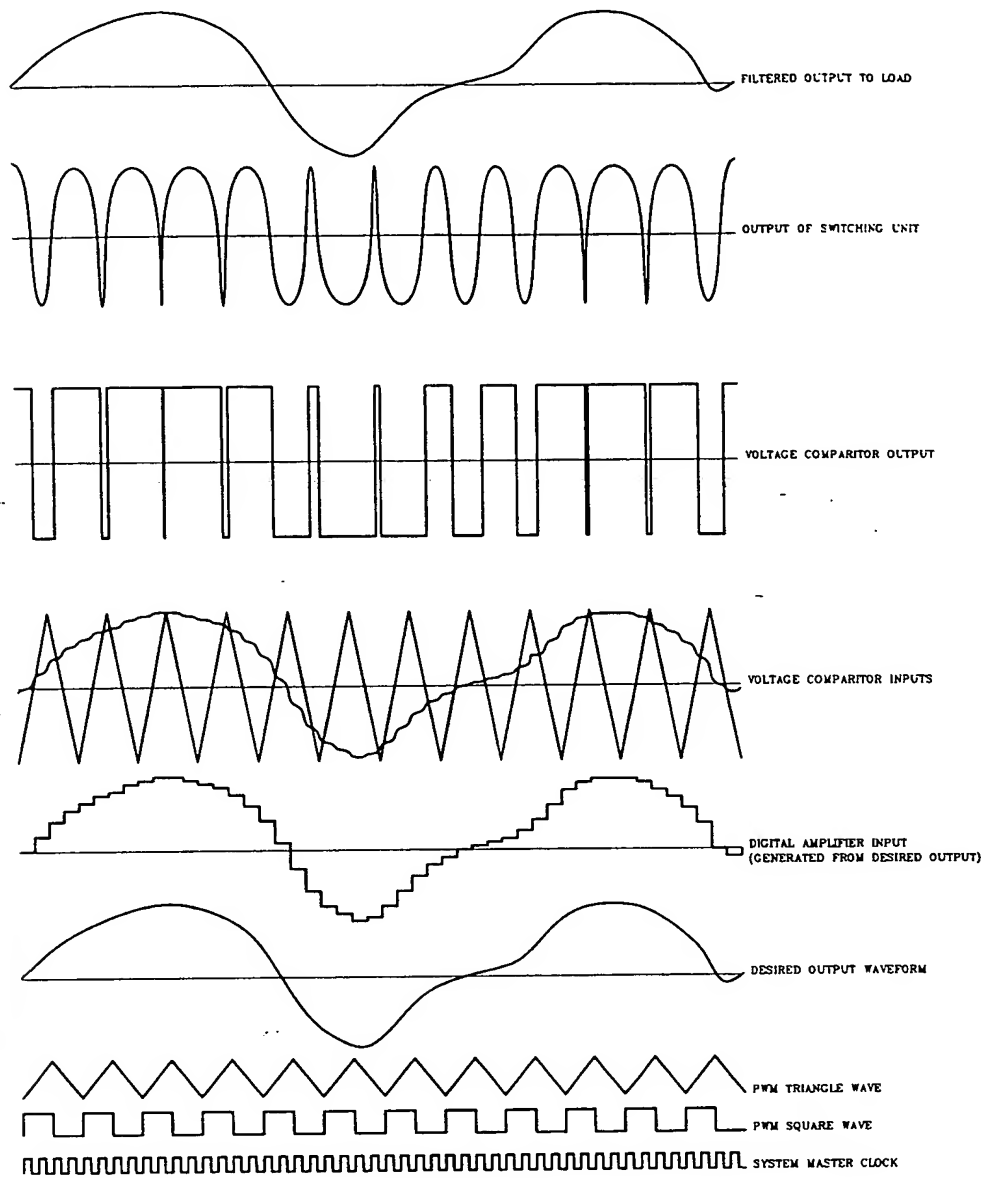 FILTERED OUTPUT TO LOAD
OUTPUT OF SWITCHING UNIT
VOLTAGE COMPARITOR OUTPUT
VOLTAGE COMPARITOR INPUTS
DIGITAL AMPLIFIER INPUT
(GENERATED FROM DESIRED OUTPUT)
DESIRED OUTPUT WAVEFORM
PWM TRIANGLE WAVE
PWM SQUARE WAVE
SYSTEM MASTER CLOCK